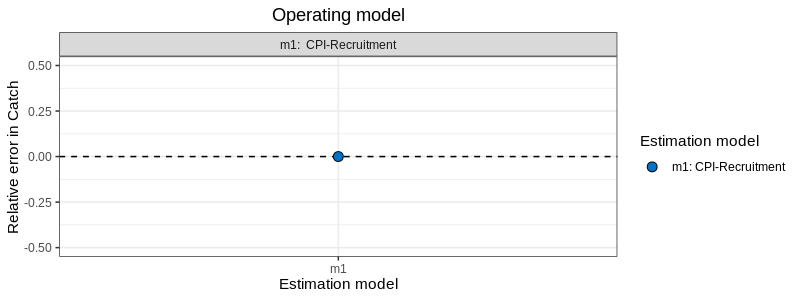 Operating model
m1: CPI-Recruitment
Relative error in Catch
0.50
0.25
0.00
-0.25
-0.50
m1
Estimation model
Estimation model
m1: CPI-Recruitment